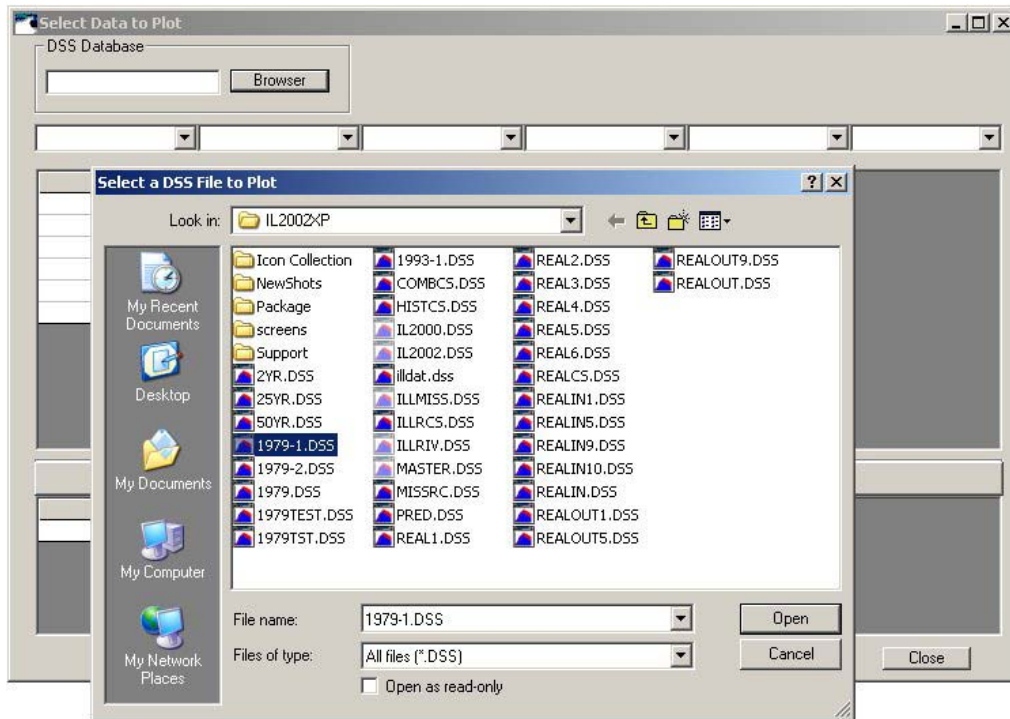 Select Data to Plot
DSS Database
Browser
Select a DSS File to Plot
Look in:
IL2002XP
My Recent
Documents
Desktop
My Documents
My Computer
My Network
Places
Icon Collection
NewShots
Package
screens
Support
2YR.DSS
25YR.DSS
50YR.DSS
1979-1.DSS
1979-2.DSS
1979.DSS
1979TEST.DSS
1979TST.DSS
1993-1.DSS
COMBCS.DSS
HISTCS.DSS
IL2000.DSS
IL2002.DSS
illdat.dss
ILLMISS.DSS
ILLRCS.DSS
ILLRIV.DSS
MASTER.DSS
MISSRC.DSS
PRED.DSS
REAL1.DSS
REAL2.DSS
REAL3.DSS
REAL4.DSS
REAL5.DSS
REAL6.DSS
REALCS.DSS
REALIN1.DSS
REALIN5.DSS
REALIN9.DSS
REALIN10.DSS
REALIN.DSS
REALOUT1.DSS
REALOUT5.DSS
REALOUT9.DSS
REALOUT.DSS
File name:
1979-1.DSS
Open
Files of type:
All files (*.DSS)
Cancel
Open as read-only
Close